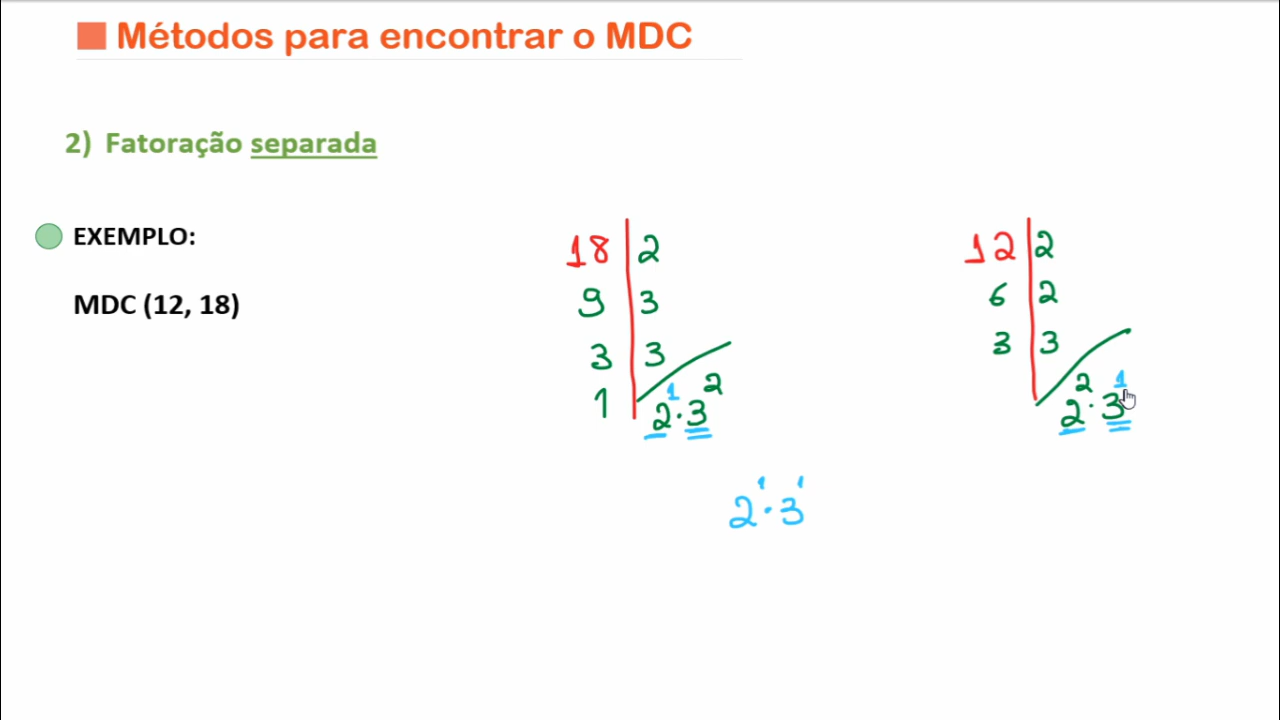 Métodos para encontrar o MDC
2) Fatoração separada
EXEMPLO:
MDC (12, 18)
18 | 2
9 | 3
3 | 3
1 | 2¹ · 3²
12 | 2
6 | 2
3 | 3
2² · 3¹
2¹ · 3¹